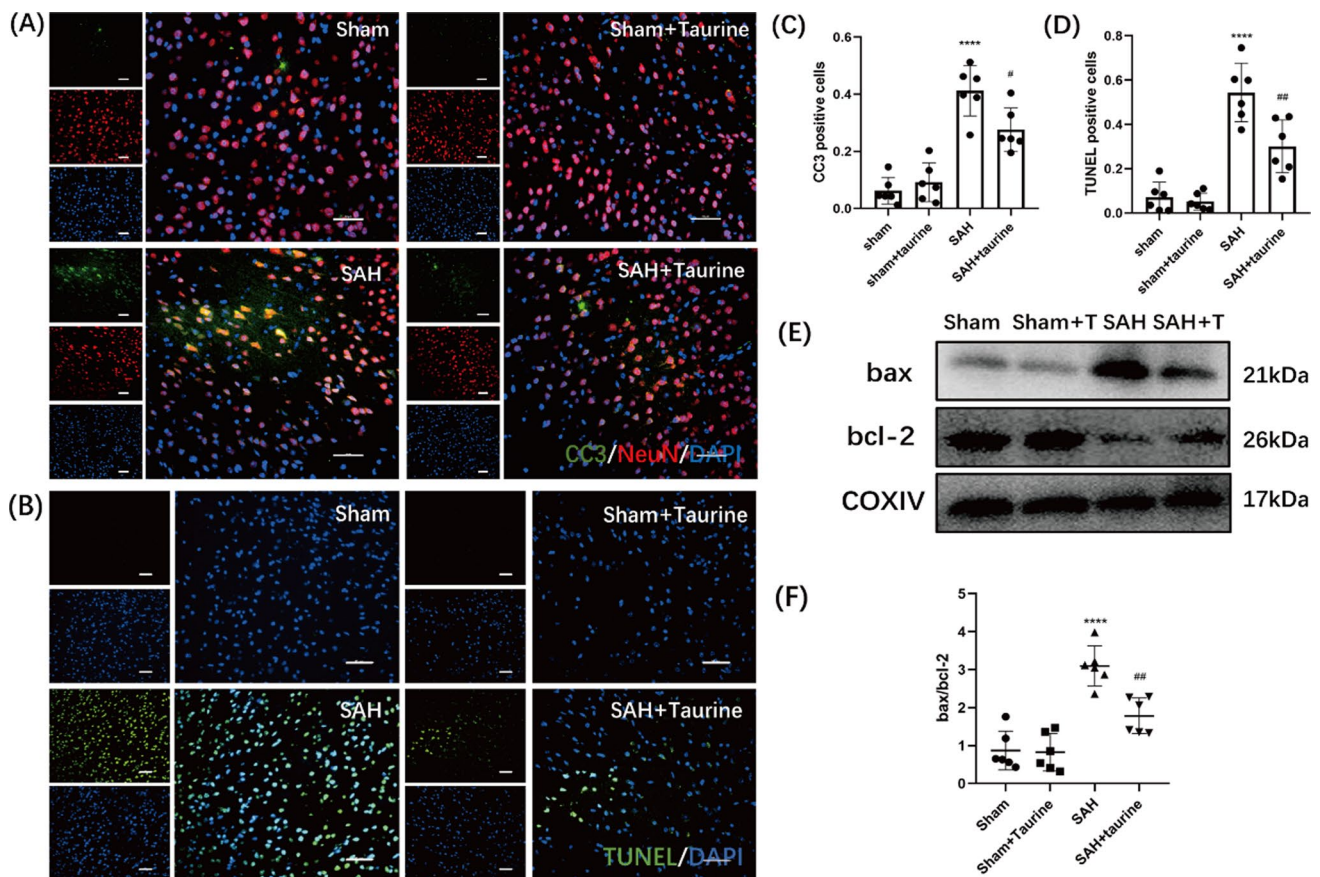 (A)
Sham
Sham+Taurine
SAH
SAH+Taurine
CC3/NeuN/DAPI
(B)
Sham
Sham+Taurine
SAH
SAH+Taurine
TUNEL/DAPI
(C)
CC3 positive cells
0.6
0.4
0.2
0.0
****
#
sham
sham+taurine
SAH
SAH+taurine
(D)
TUNEL positive cells
0.8
0.6
0.4
0.2
0.0
****
##
sham
sham+taurine
SAH
SAH+taurine
(E)
Sham Sham+T SAH SAH+T
bax 21kDa
bcl-2 26kDa
COXIV 17kDa
(F)
bax/bcl-2
5
4
3
2
1
0
****
##
Sham
Sham+Taurine
SAH
SAH+taurine